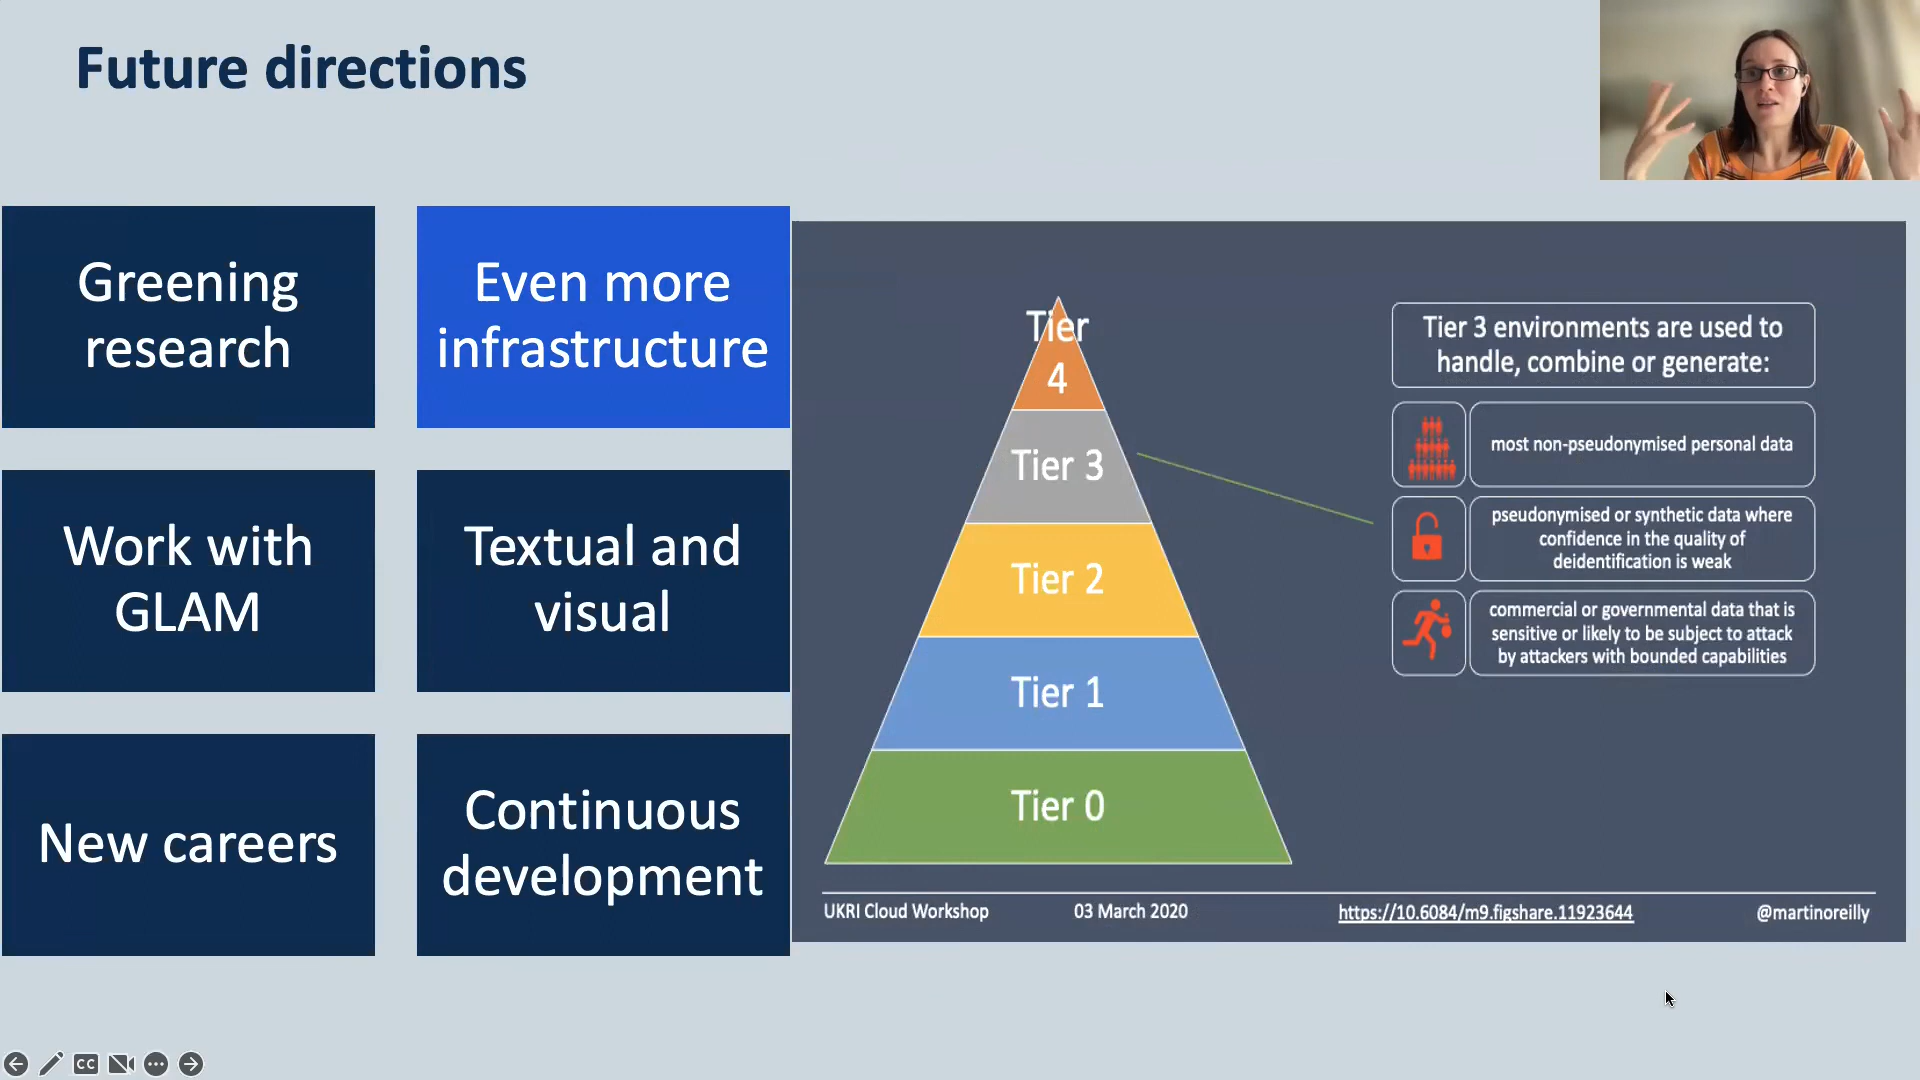 Future directions
Greening
research
Even more
infrastructure
Work with
GLAM
Textual and
visual
New careers
Continuous
development
Tier
4
Tier 3
Tier 2
Tier 1
Tier 0
Tier 3 environments are used to
handle, combine or generate:
most non-pseudonymised personal data
pseudonymised or synthetic data where
confidence in the quality of
deidentification is weak
commercial or governmental data that is
sensitive or likely to be subject to attack
by attackers with bounded capabilities
UKRI Cloud Workshop
03 March 2020
https://10.6084/m9.figshare.11923644
@martinoreilly
CC